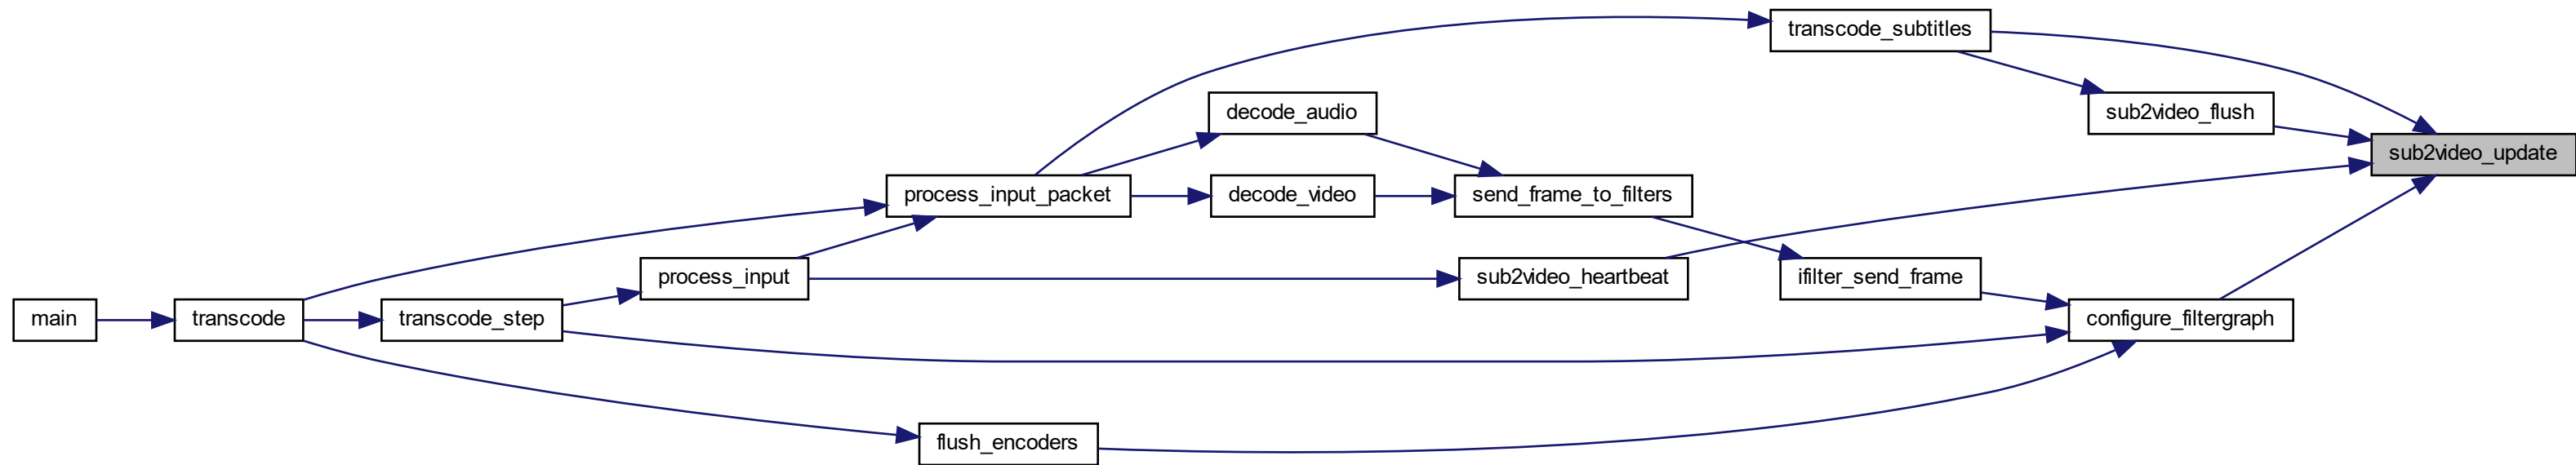 transcode_subtitles
decode_audio
sub2video_flush
sub2video_update
process_input_packet
decode_video
send_frame_to_filters
process_input
sub2video_heartbeat
ifilter_send_frame
main
transcode
transcode_step
configure_filtergraph
flush_encoders